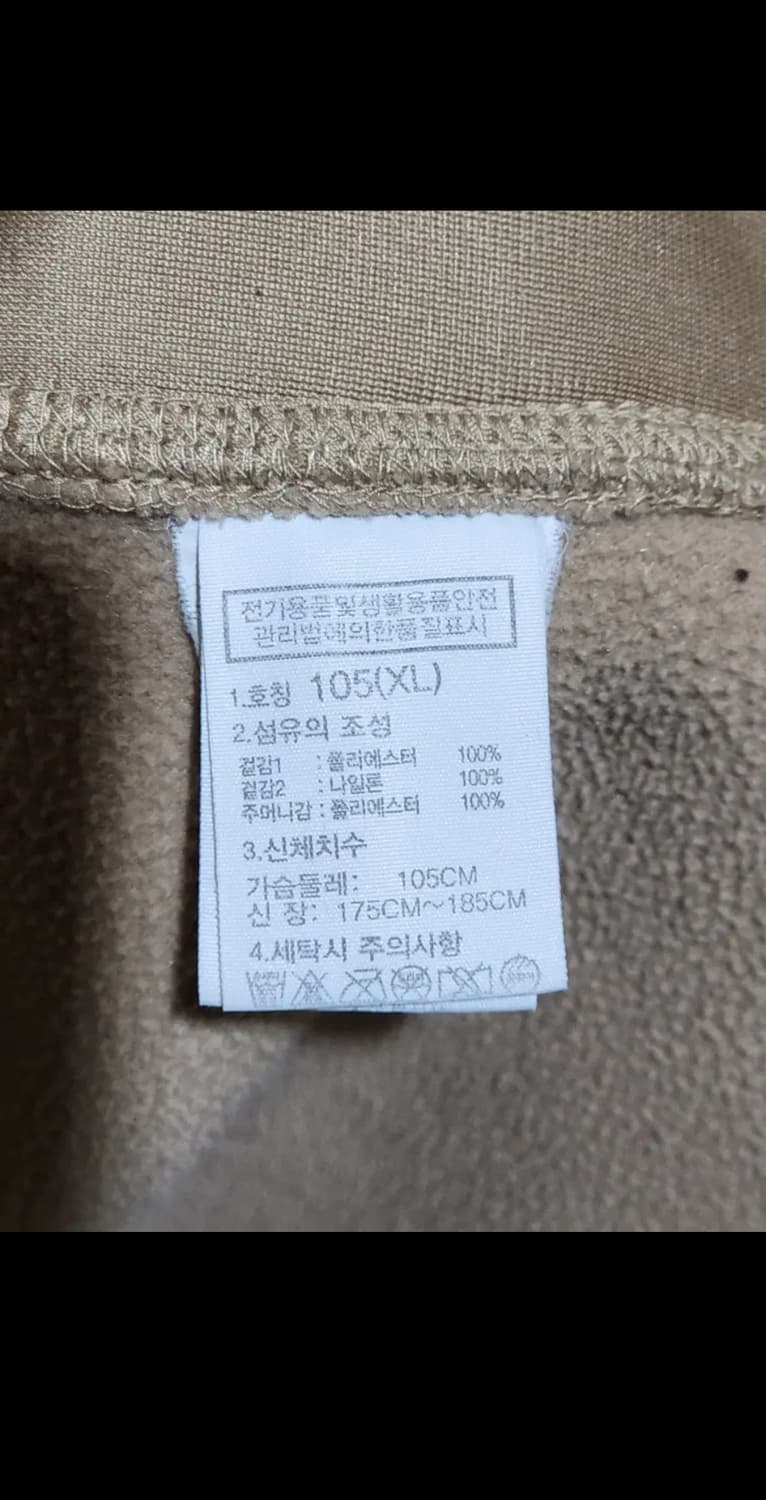 전기용품및생활용품안전
관리법에의한품질표시
1.호칭 105(XL)
2.섬유의 조성
겉감1 : 폴리에스터 100%
겉감2 : 나일론 100%
주머니감 : 폴리에스터 100%
3.신체치수
가슴둘레: 105CM
신 장: 175CM~185CM
4.세탁시 주의사항